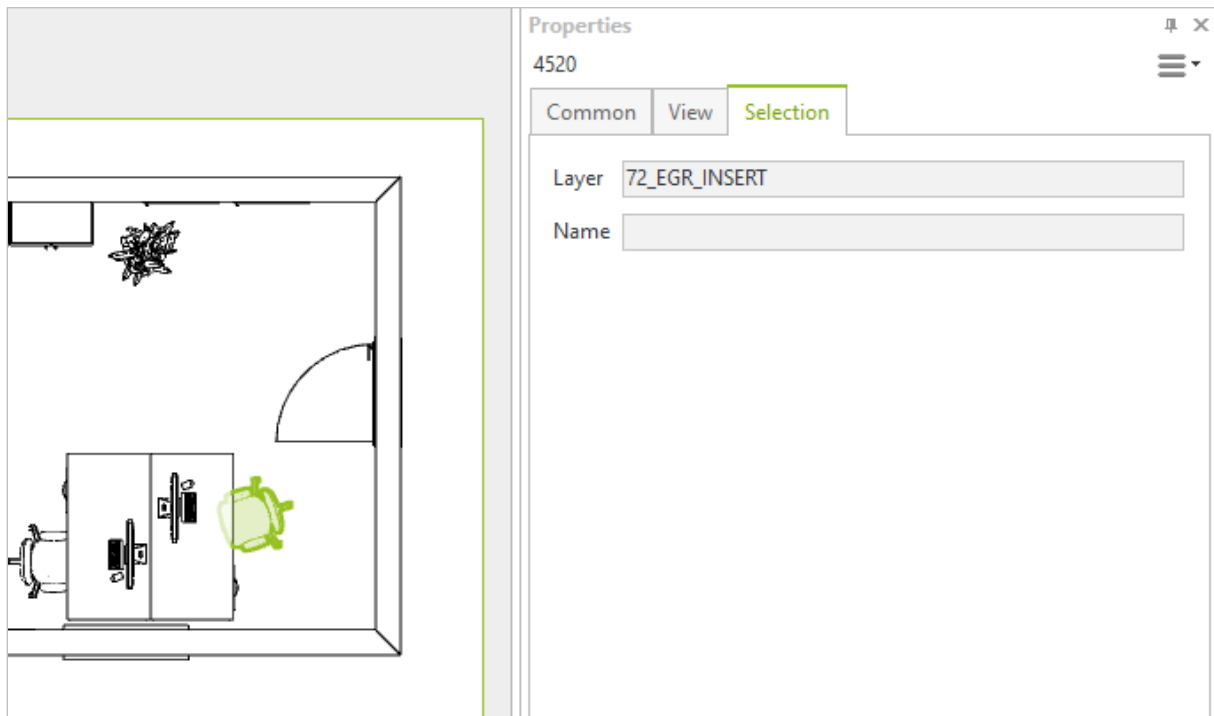 Properties
4520
Common View Selection
Layer 72_EGR_INSERT
Name